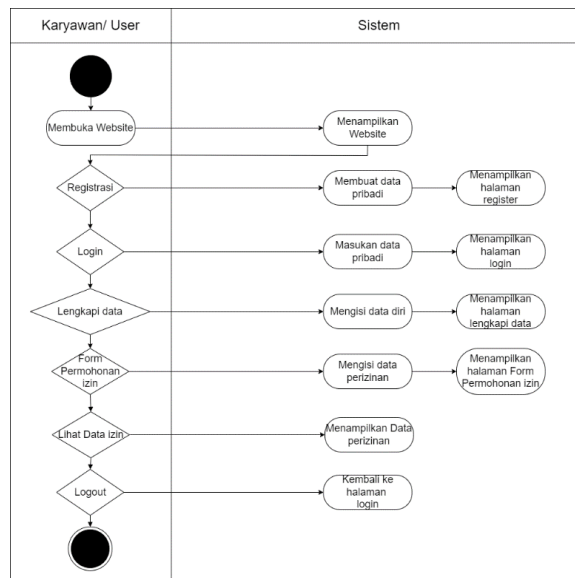 Karyawan/ User
Sistem
Membuka Website
Menampilkan
Website
Registrasi
Membuat data
pribadi
Menampilkan
halaman
register
Login
Masukan data
pribadi
Menampilkan
halaman
login
Lengkapi data
Mengisi data diri
Menampilkan
halaman
lengkapi data
Form
Permohonan
izin
Mengisi data
perizinan
Menampilkan
halaman Form
Permohonan izin
Lihat Data izin
Menampilkan Data
perizinan
Logout
Kembali ke
halaman
login